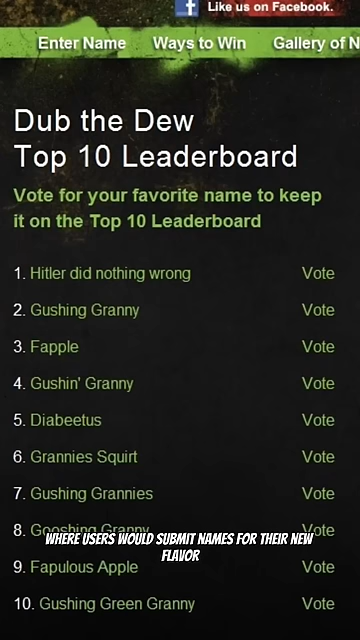 Like us on Facebook.
Enter Name Ways to Win Gallery of N
Dub the Dew
Top 10 Leaderboard
Vote for your favorite name to keep
it on the Top 10 Leaderboard
1. Hitler did nothing wrong Vote
2. Gushing Granny Vote
3. Fapple Vote
4. Gushin' Granny Vote
5. Diabeetus Vote
6. Grannies Squirt Vote
7. Gushing Grannies Vote
8. Gooshing Granny Vote
WHERE USERS WOULD SUBMIT NAMES FOR THEIR NEW
FLAVOR
9. Fapulous Apple Vote
10. Gushing Green Granny Vote